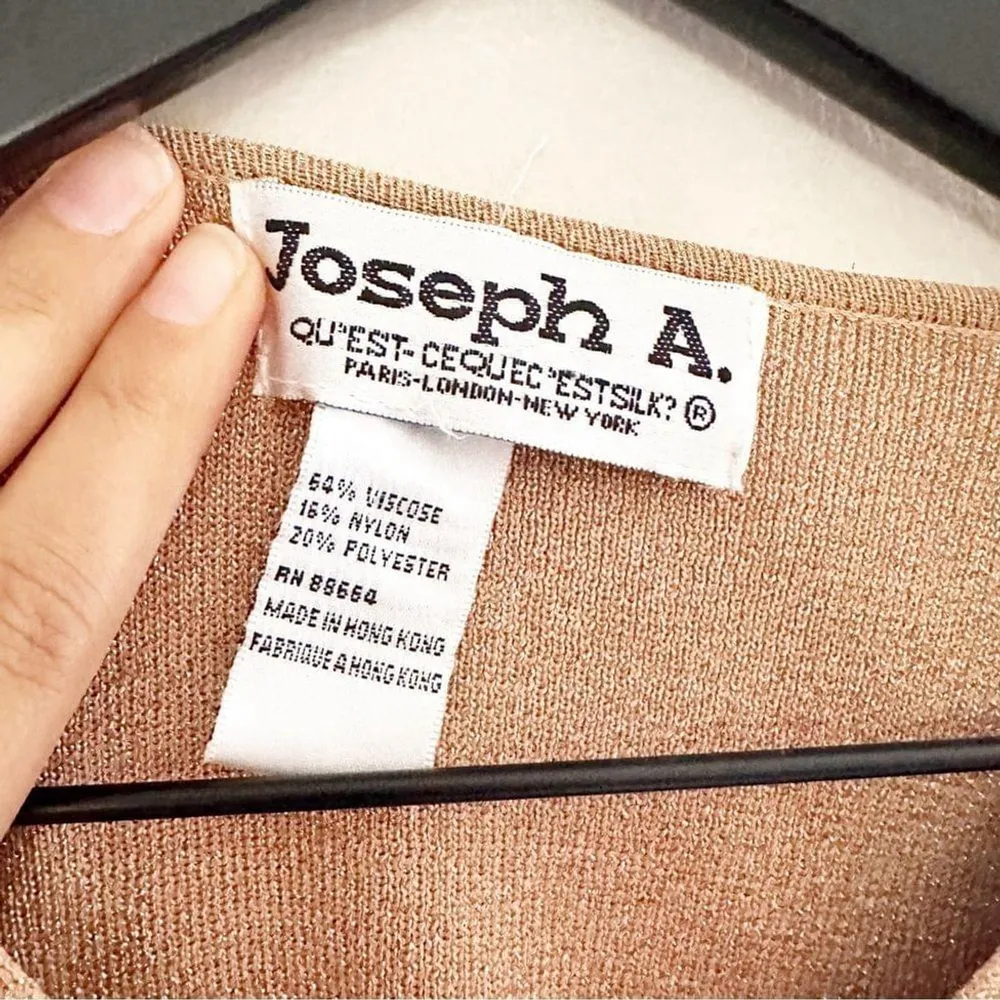 Joseph A.
QU'EST-CEQUEC'ESTSILK? ®
PARIS-LONDON-NEW YORK
64% VISCOSE
16% NYLON
20% POLYESTER
RN 88664
MADE IN HONG KONG
FABRIQUE A HONG KONG